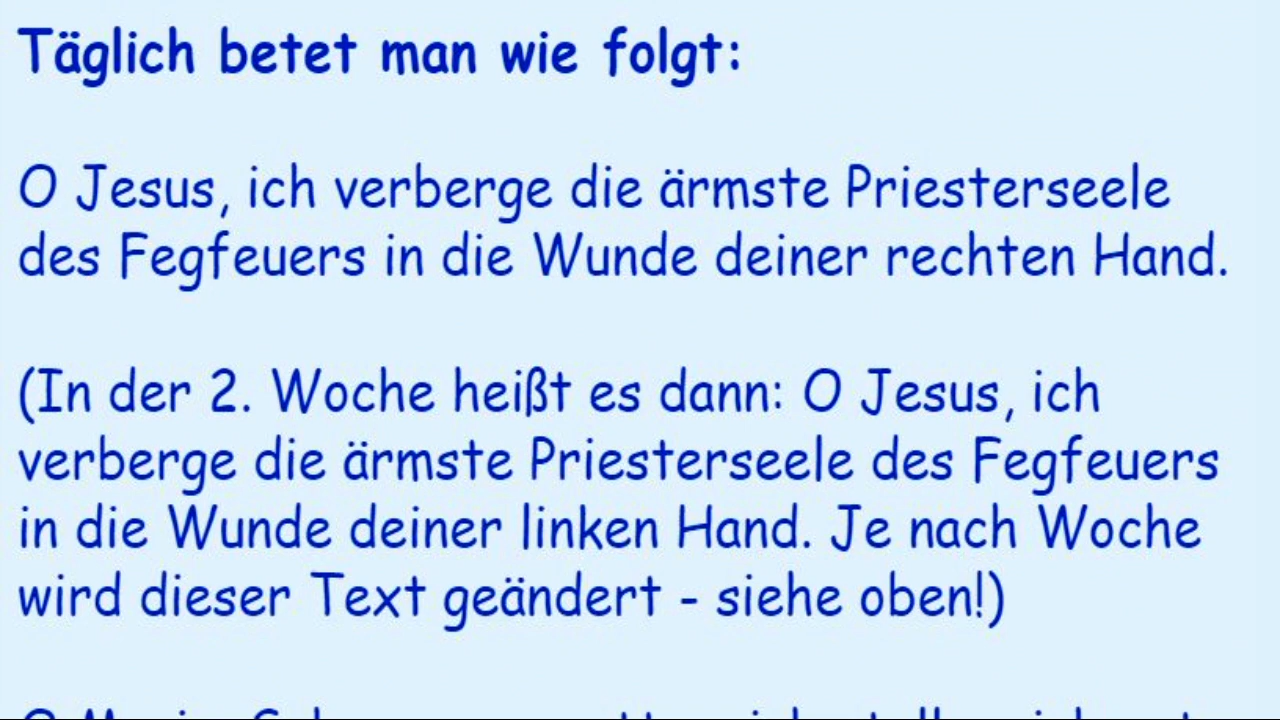 Täglich betet man wie folgt:
O Jesus, ich verberge die ärmste Priesterseele
des Fegfeuers in die Wunde deiner rechten Hand.
(In der 2. Woche heißt es dann: O Jesus, ich
verberge die ärmste Priesterseele des Fegfeuers
in die Wunde deiner linken Hand. Je nach Woche
wird dieser Text geändert - siehe oben!)